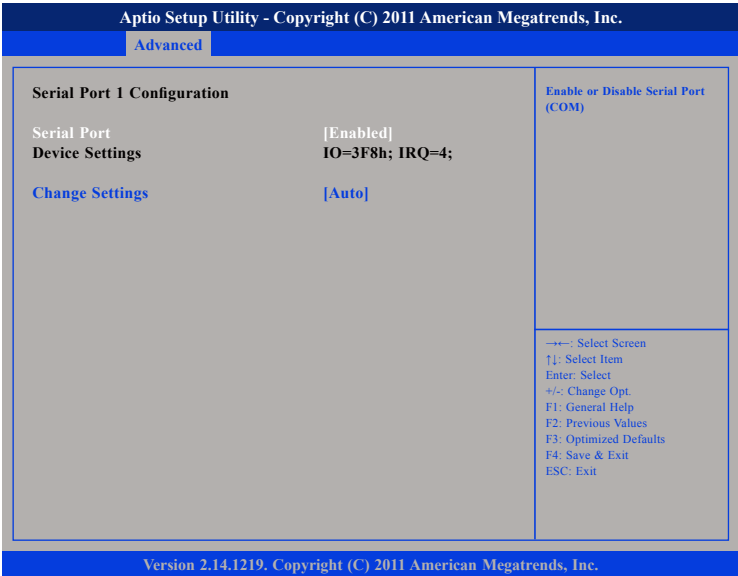 Aptio Setup Utility - Copyright (C) 2011 American Megatrends, Inc.
Advanced
Serial Port 1 Configuration
Serial Port [Enabled]
Device Settings IO=3F8h; IRQ=4;
Change Settings [Auto]
Enable or Disable Serial Port
(COM)
→←: Select Screen
↑↓: Select Item
Enter: Select
+/-: Change Opt.
F1: General Help
F2: Previous Values
F3: Optimized Defaults
F4: Save & Exit
ESC: Exit
Version 2.14.1219. Copyright (C) 2011 American Megatrends, Inc.